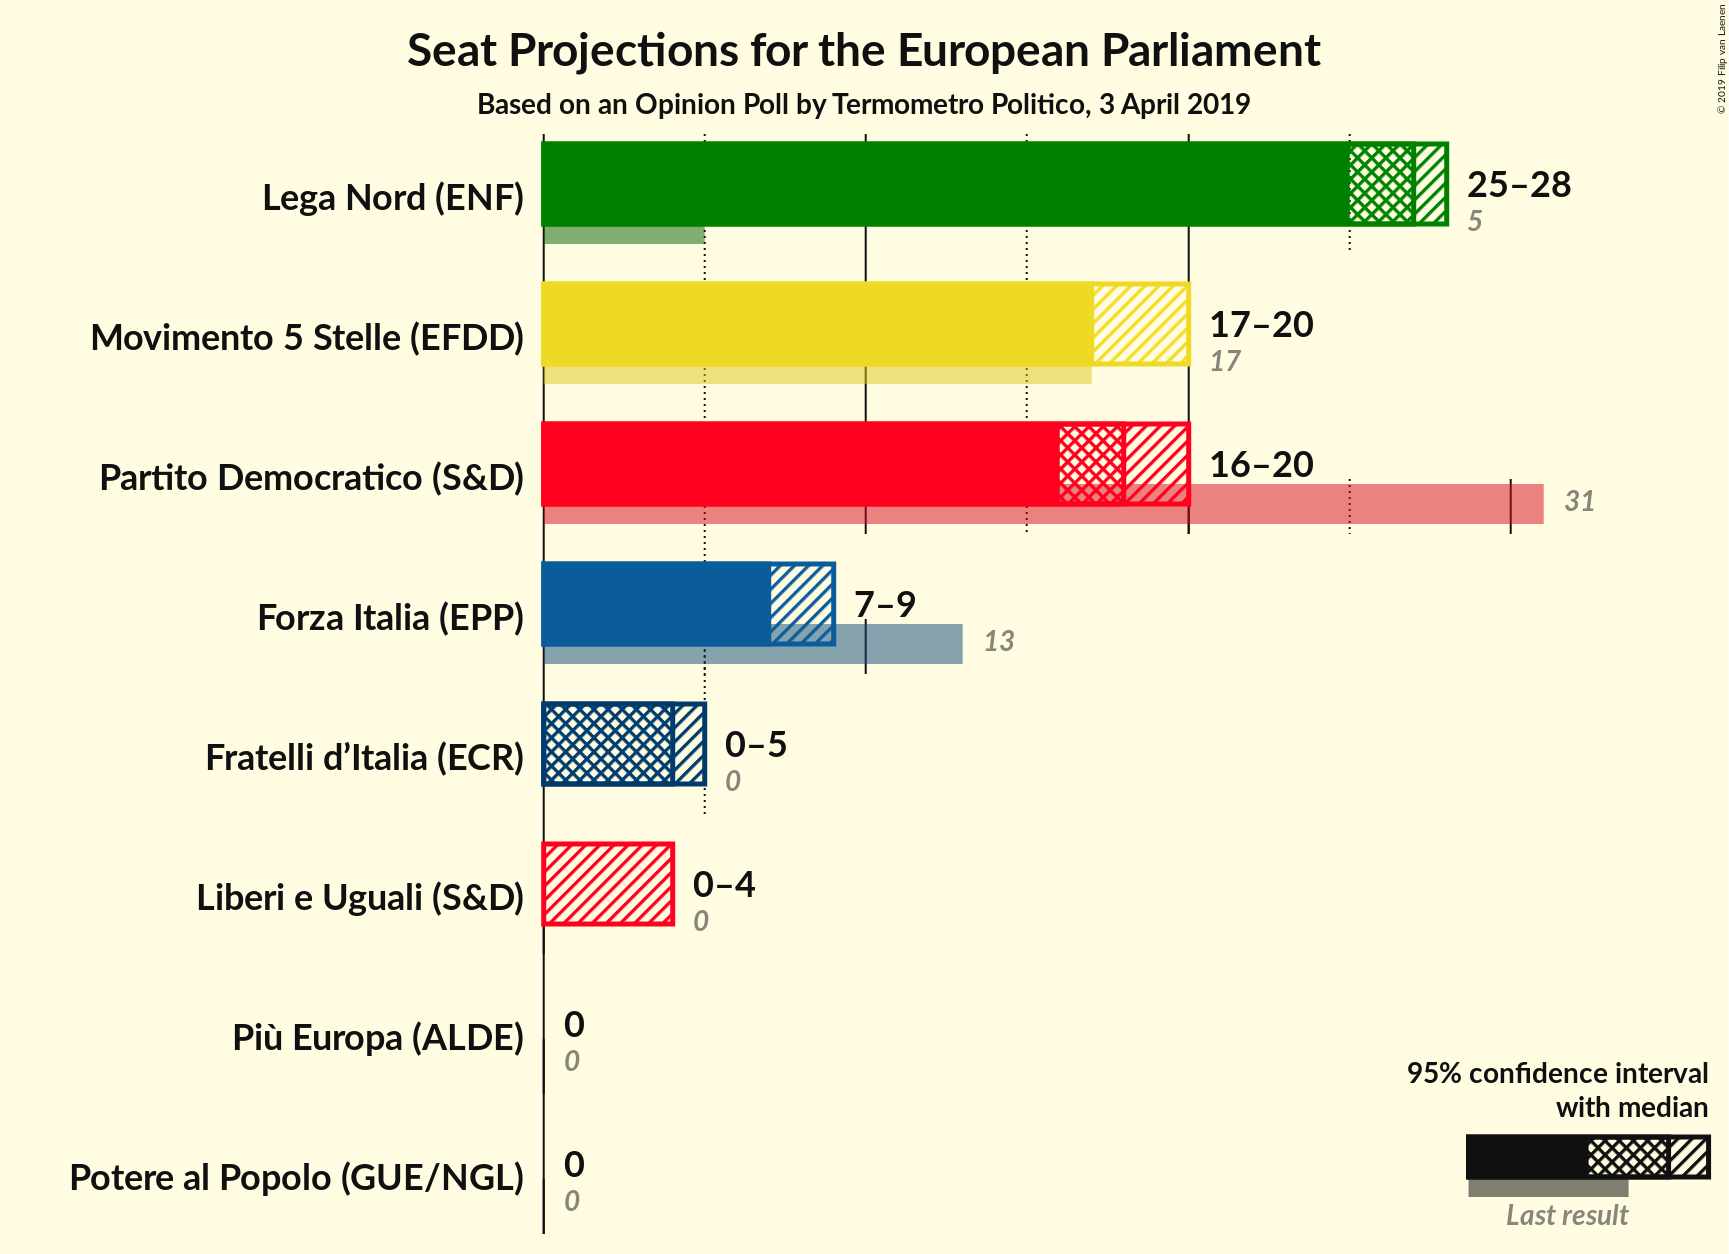 Seat Projections for the European Parliament
Based on an Opinion Poll by Termometro Politico, 3 April 2019
© 2019 Filip van Laenen
Lega Nord (ENF)
25–28
5
Movimento 5 Stelle (EFDD)
17–20
17
Partito Democratico (S&D)
16–20
31
Forza Italia (EPP)
7–9
13
Fratelli d’Italia (ECR)
0–5
0
Liberi e Uguali (S&D)
0–4
0
Più Europa (ALDE)
0
0
Potere al Popolo (GUE/NGL)
0
0
95% confidence interval
with median
Last result